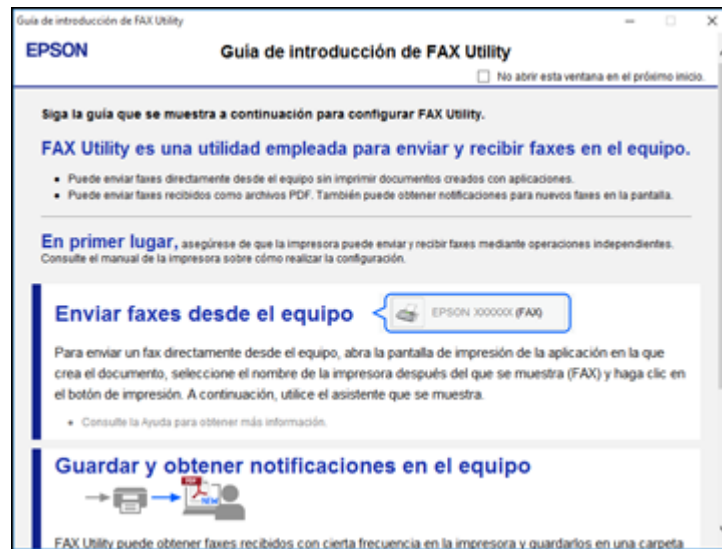 Guía de introducción de FAX Utility
EPSON
Guía de introducción de FAX Utility
No abrir esta ventana en el próximo inicio.
Siga la guía que se muestra a continuación para configurar FAX Utility.
FAX Utility es una utilidad empleada para enviar y recibir faxes en el equipo.
• Puede enviar faxes directamente desde el equipo sin imprimir documentos creados con aplicaciones.
• Puede enviar faxes recibidos como archivos PDF. También puede obtener notificaciones para nuevos faxes en la pantalla.
En primer lugar, asegúrese de que la impresora puede enviar y recibir faxes mediante operaciones independientes.
Consulte el manual de la impresora sobre cómo realizar la configuración.
Enviar faxes desde el equipo
EPSON XXXXXX (FAX)
Para enviar un fax directamente desde el equipo, abra la pantalla de impresión de la aplicación en la que
crea el documento, seleccione el nombre de la impresora después del que se muestra (FAX) y haga clic en
el botón de impresión. A continuación, utilice el asistente que se muestra.
• Consulte la Ayuda para obtener más información.
Guardar y obtener notificaciones en el equipo
PDF
NEW
FAX Utility puede obtener faxes recibidos con cierta frecuencia en la impresora y guardarlos en una carpeta